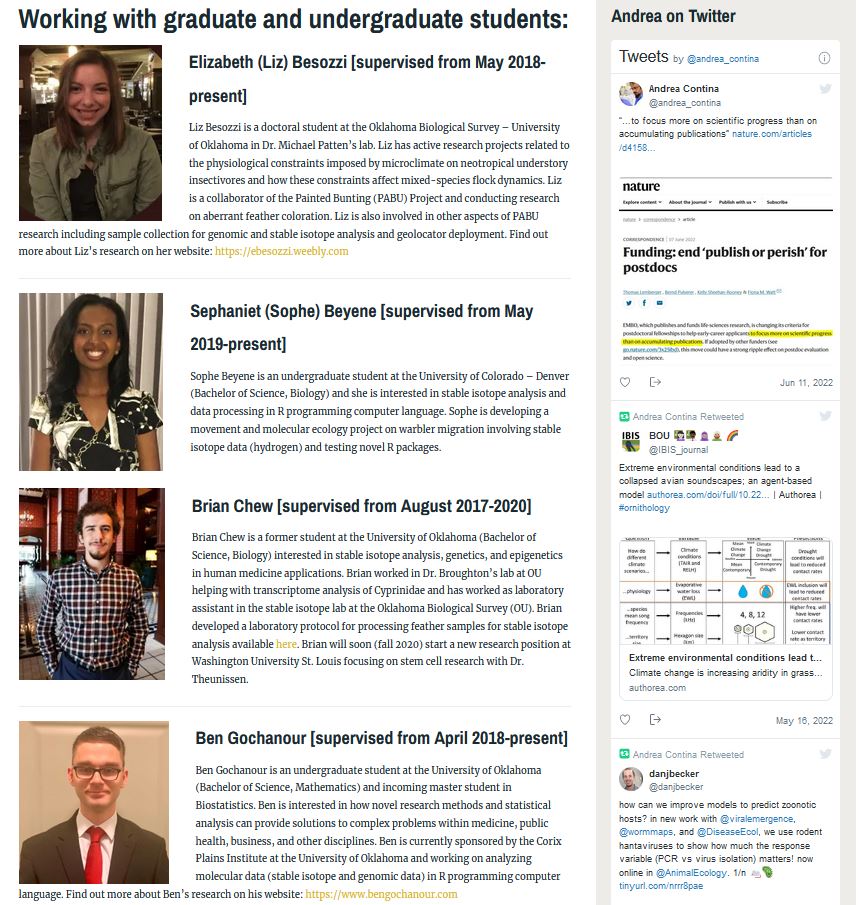 Working with graduate and undergraduate students:
Elizabeth (Liz) Besozzi [supervised from May 2018-
present]
Liz Besozzi is a doctoral student at the Oklahoma Biological Survey – University
of Oklahoma in Dr. Michael Patten's lab. Liz has active research projects related to
the physiological constraints imposed by microclimate on neotropical understory
insectivores and how these constraints affect mixed-species flock dynamics. Liz
is a collaborator of the Painted Bunting (PABU) Project and conducting research
on aberrant feather coloration. Liz is also involved in other aspects of PABU
research including sample collection for genomic and stable isotope analysis and geolocator deployment. Find out
more about Liz's research on her website: https://ebesozzi.weebly.com
Sephaniet (Sophe) Beyene [supervised from May
2019-present]
Sophe Beyene is an undergraduate student at the University of Colorado – Denver
(Bachelor of Science, Biology) and she is interested in stable isotope analysis and
data processing in R programming computer language. Sophe is developing a
movement and molecular ecology project on warbler migration involving stable
isotope data (hydrogen) and testing novel R packages.
Brian Chew [supervised from August 2017-2020]
Brian Chew is a former student at the University of Oklahoma (Bachelor of
Science, Biology) interested in stable isotope analysis, genetics, and epigenetics
in human medicine applications. Brian worked in Dr. Broughton's lab at OU
helping with transcriptome analysis of Cyprinidae and has worked as laboratory
assistant in the stable isotope lab at the Oklahoma Biological Survey (OU). Brian
developed a laboratory protocol for processing feather samples for stable isotope
analysis available here. Brian will soon (fall 2020) start a new research position at
Washington University St. Louis focusing on stem cell research with Dr.
Theunissen.
Ben Gochanour [supervised from April 2018-present]
Ben Gochanour is an undergraduate student at the University of Oklahoma
(Bachelor of Science, Mathematics) and incoming master student in
Biostatistics. Ben is interested in how novel research methods and statistical
analysis can provide solutions to complex problems within medicine, public
health, business, and other disciplines. Ben is currently sponsored by the Corix
Plains Institute at the University of Oklahoma and working on analyzing
molecular data (stable isotope and genomic data) in R programming computer
language. Find out more about Ben's research on his website: https://www.bengochanour.com
Andrea on Twitter
Tweets by @andrea_contina
Andrea Contina
@andrea_contina
"...to focus more on scientific progress than on
accumulating publications" nature.com/articles
/d4158...
nature
Explore content About the journal Publish with us Subscribe
nature > correspondence > article
CORRESPONDENCE 07 June 2022
Funding: end 'publish or perish' for
postdocs
Thomas Lemberger, Bernd Pulverer, Kelly Sheehan-Rooney & Fiona M. Watt
EMBO, which publishes and funds life-sciences research, is changing its criteria for
postdoctoral fellowships to help early-career applicants to focus more on scientific progress
than on accumulating publications. If adopted by other funders (see
this move could have a strong ripple effect on postdoc evaluation
and open science.
Jun 11, 2022
Andrea Contina Retweeted
IBIS
BOU
@IBIS_journal
Extreme environmental conditions lead to a
collapsed avian soundscapes; an agent-based
model authorea.com/doi/full/10.22... | Authorea |
#ornithology
How do
different
climate
scenarios...
Climate
conditions
(TAIR and
RELH)
Mean
Climate
Change
Climate
Change
Drought
Mean
Contemporary
Contemporary
Drought
Drought
conditions will
lead to reduced
contact rates
...physiology
Evaporative
water loss
(EWL)
EWL inclusion will
lead to reduced
contact rates
...species
mean song
frequency
Frequencies
(kHz)
4, 8, 12
Higher freq. will
have lower
contact rates
...territory
Hexagon size
Lower contact
rate as territory
Extreme environmental conditions lead t...
Climate change is increasing aridity in grass...
authorea.com
May 16, 2022
Andrea Contina Retweeted
danjbecker
@danjbecker
how can we improve models to predict zoonotic
hosts? in new work with @viralemergence,
@wormmaps, and @DiseaseEcol, we use rodent
hantaviruses to show how much the response
variable (PCR vs virus isolation) matters! now
online in @AnimalEcology. 1/n
tinyurl.com/nrrr8pae